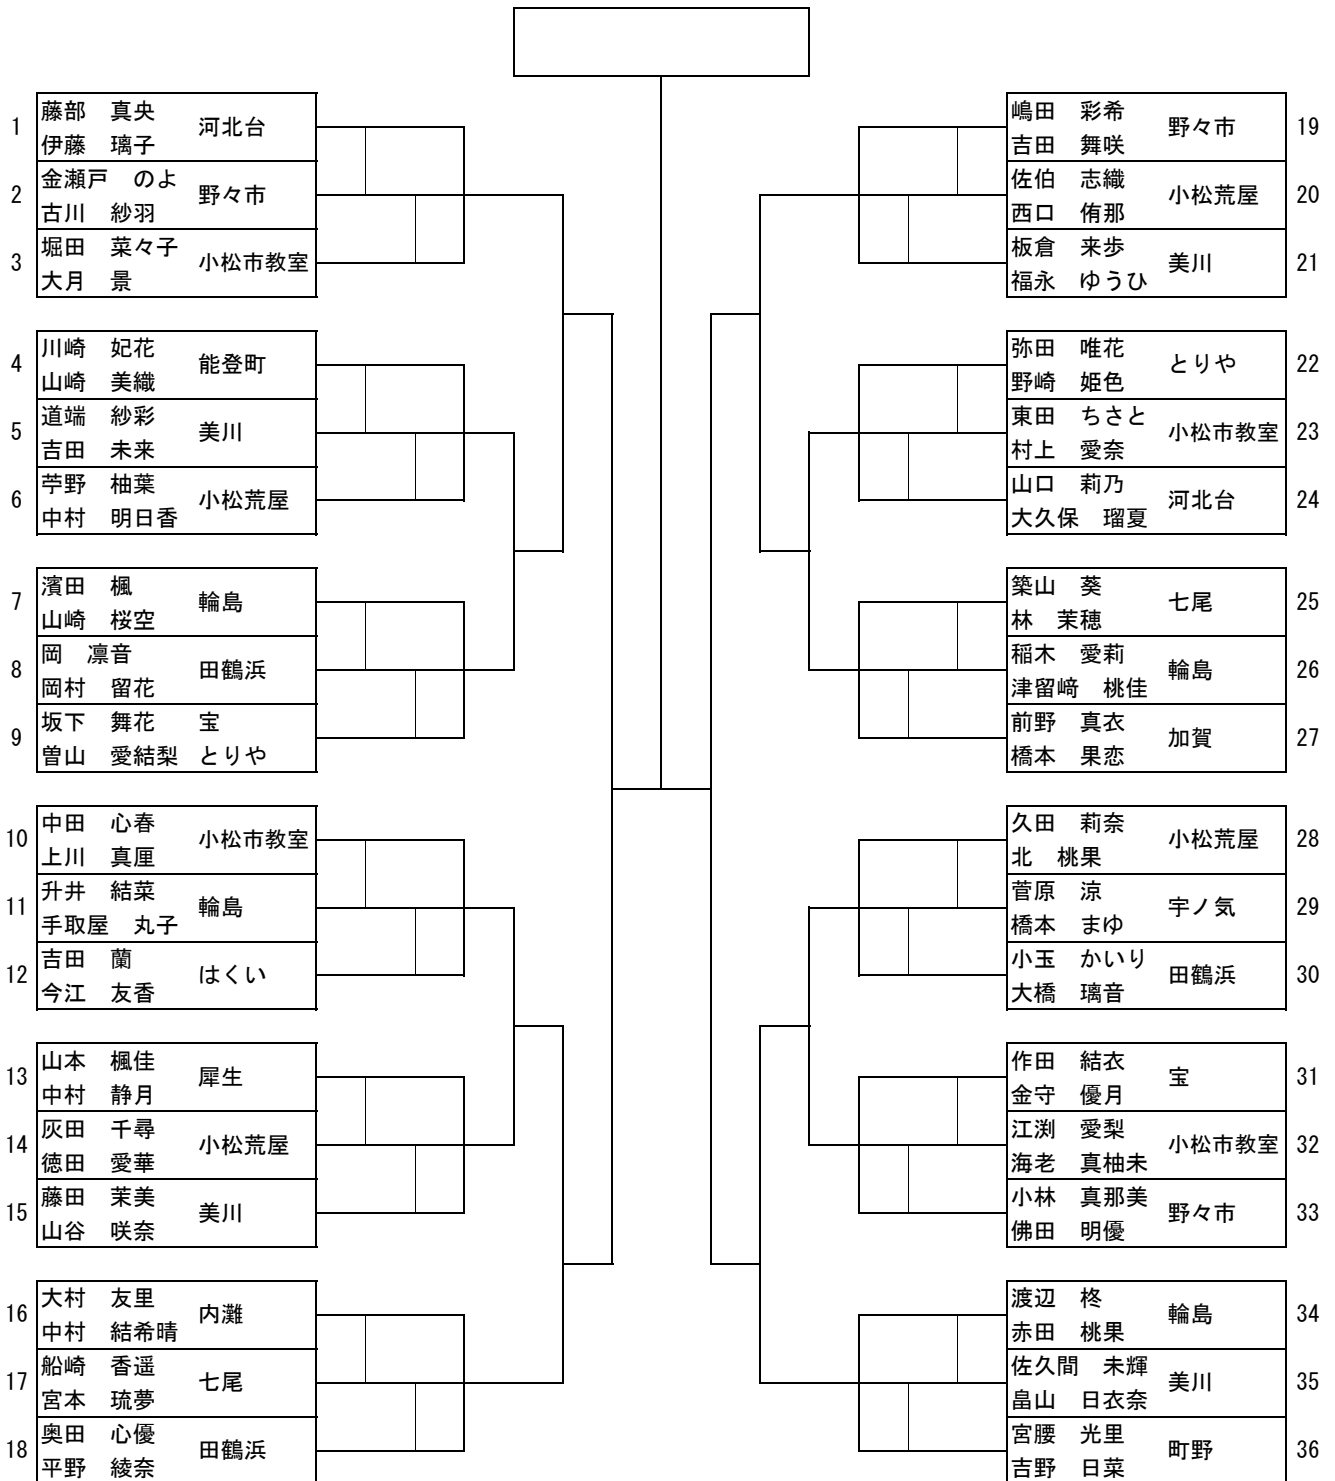 1 藤部　真央 河北台
伊藤　璃子
2 金瀬戸　のよ 野々市
古川　紗羽
3 堀田　菜々子 小松市教室
大月　景
4 川崎　妃花 能登町
山崎　美織
5 道端　紗彩 美川
吉田　未来
6 苧野　柚葉 小松荒屋
中村　明日香
7 濱田　楓 輪島
山崎　桜空
8 岡　凛音 田鶴浜
岡村　留花
9 坂下　舞花 宝
曽山　愛結梨 とりや
10 中田　心春 小松市教室
上川　真厘
11 升井　結菜 輪島
手取屋　丸子
12 吉田　蘭 はくい
今江　友香
13 山本　楓佳 犀生
中村　静月
14 灰田　千尋 小松荒屋
徳田　愛華
15 藤田　茉美 美川
山谷　咲奈
16 大村　友里 内灘
中村　結希晴
17 船崎　香遥 七尾
宮本　琉夢
18 奥田　心優 田鶴浜
平野　綾奈
嶋田　彩希 野々市 19
吉田　舞咲
佐伯　志織 小松荒屋 20
西口　侑那
板倉　来歩 美川 21
福永　ゆうひ
弥田　唯花 とりや 22
野崎　姫色
東田　ちさと 小松市教室 23
村上　愛奈
山口　莉乃 河北台 24
大久保　瑠夏
築山　葵 七尾 25
林　茉穂
稲木　愛莉 輪島 26
津留﨑　桃佳
前野　真衣 加賀 27
橋本　果恋
久田　莉奈 小松荒屋 28
北　桃果
菅原　涼 宇ノ気 29
橋本　まゆ
小玉　かいり 田鶴浜 30
大橋　璃音
作田　結衣 宝 31
金守　優月
江渕　愛梨 小松市教室 32
海老　真柚未
小林　真那美 野々市 33
佛田　明優
渡辺　柊 輪島 34
赤田　桃果
佐久間　未輝 美川 35
畠山　日衣奈
宮腰　光里 町野 36
吉野　日菜